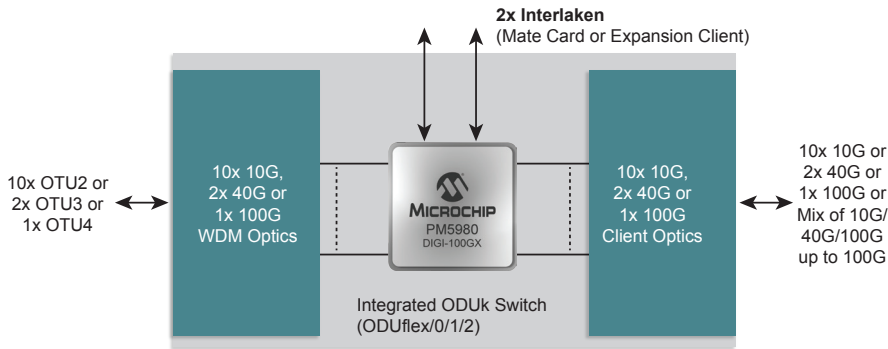 2x Interlaken
(Mate Card or Expansion Client)
10x OTU2 or
2x OTU3 or
1x OTU4
10x 10G,
2x 40G or
1x 100G
WDM Optics
MICROCHIP
PM5980
DIGI-100GX
Integrated ODUk Switch
(ODUflex/0/1/2)
10x 10G,
2x 40G or
1x 100G
Client Optics
10x 10G or
2x 40G or
1x 100G or
Mix of 10G/
40G/100G
up to 100G